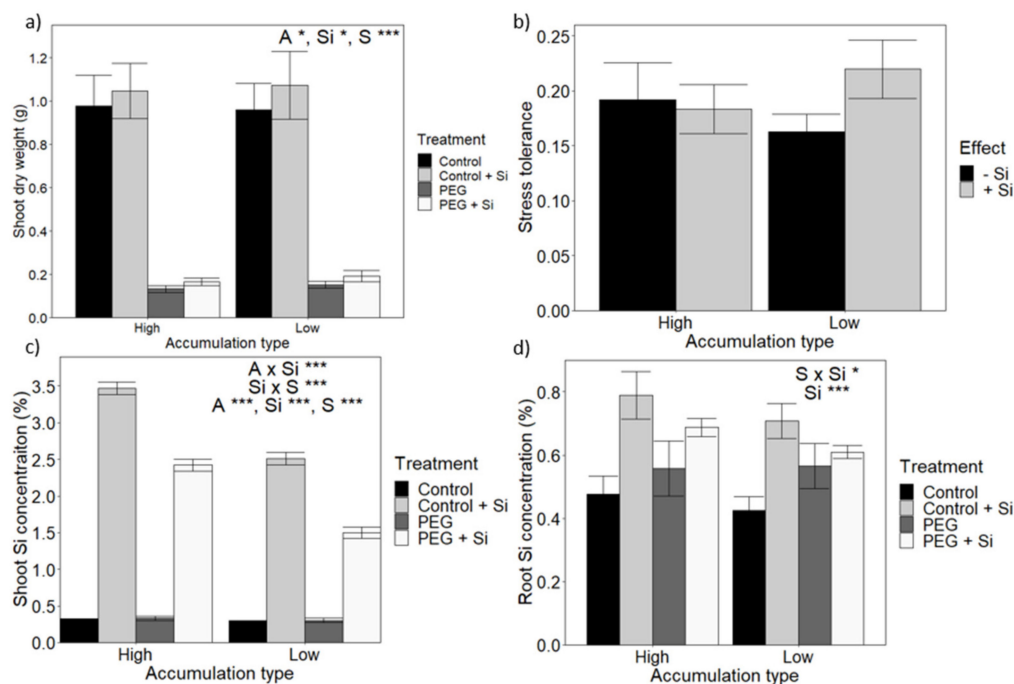 a)
A *, Si *, S ***
1.2
1.0
0.8
0.6
0.4
0.2
0.0
Shoot dry weight (g)
High
Low
Accumulation type
Treatment
Control
Control + Si
PEG
PEG + Si
b)
0.25
0.20
0.15
0.10
0.05
0.00
Stress tolerance
High
Low
Accumulation type
Effect
- Si
+ Si
c)
A x Si ***
Si x S ***
A ***, Si ***, S ***
3.5
3.0
2.5
2.0
1.5
1.0
0.5
0.0
Shoot Si concentraiton (%)
High
Low
Accumulation type
Treatment
Control
Control + Si
PEG
PEG + Si
d)
S x Si *
Si ***
0.8
0.6
0.4
0.2
0.0
Root Si concentration (%)
High
Low
Accumulation type
Treatment
Control
Control + Si
PEG
PEG + Si